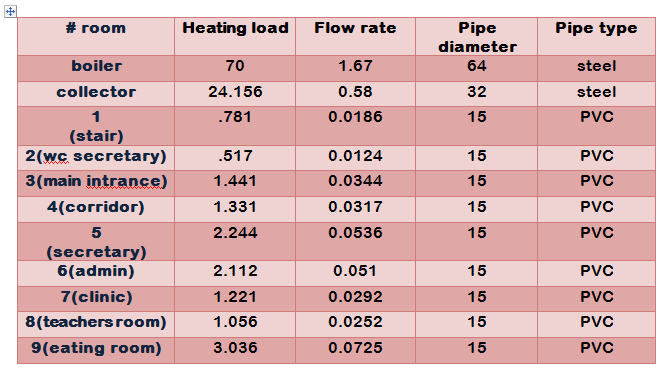 # room Heating load Flow rate Pipe diameter Pipe type
boiler 70 1.67 64 steel
collector 24.156 0.58 32 steel
1 (stair) .781 0.0186 15 PVC
2(wc secretary) .517 0.0124 15 PVC
3(main intrance) 1.441 0.0344 15 PVC
4(corridor) 1.331 0.0317 15 PVC
5 (secretary) 2.244 0.0536 15 PVC
6(admin) 2.112 0.051 15 PVC
7(clinic) 1.221 0.0292 15 PVC
8(teachers room) 1.056 0.0252 15 PVC
9(eating room) 3.036 0.0725 15 PVC